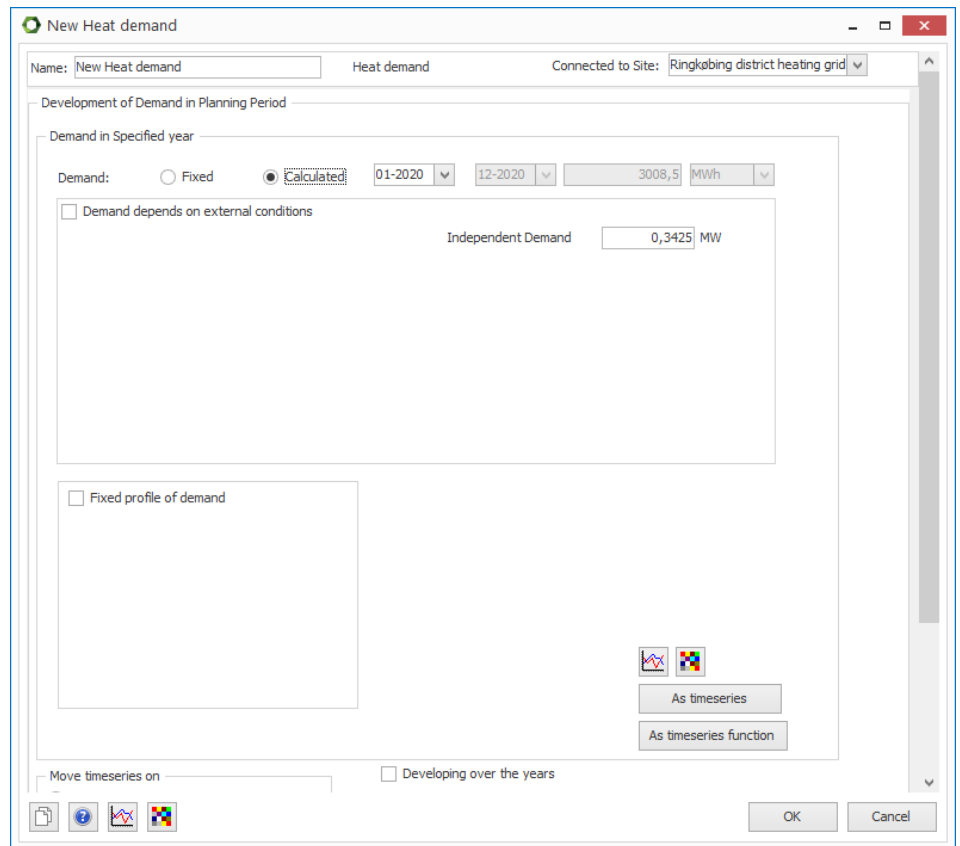 New Heat demand
Name: New Heat demand Heat demand Connected to Site: Ringkøbing district heating grid
Development of Demand in Planning Period
Demand in Specified year
Demand: Fixed Calculated 01-2020 12-2020 3008,5 MWh
Demand depends on external conditions
Independent Demand 0,3425 MW
Fixed profile of demand
As timeseries
As timeseries function
Move timeseries on Developing over the years
OK Cancel